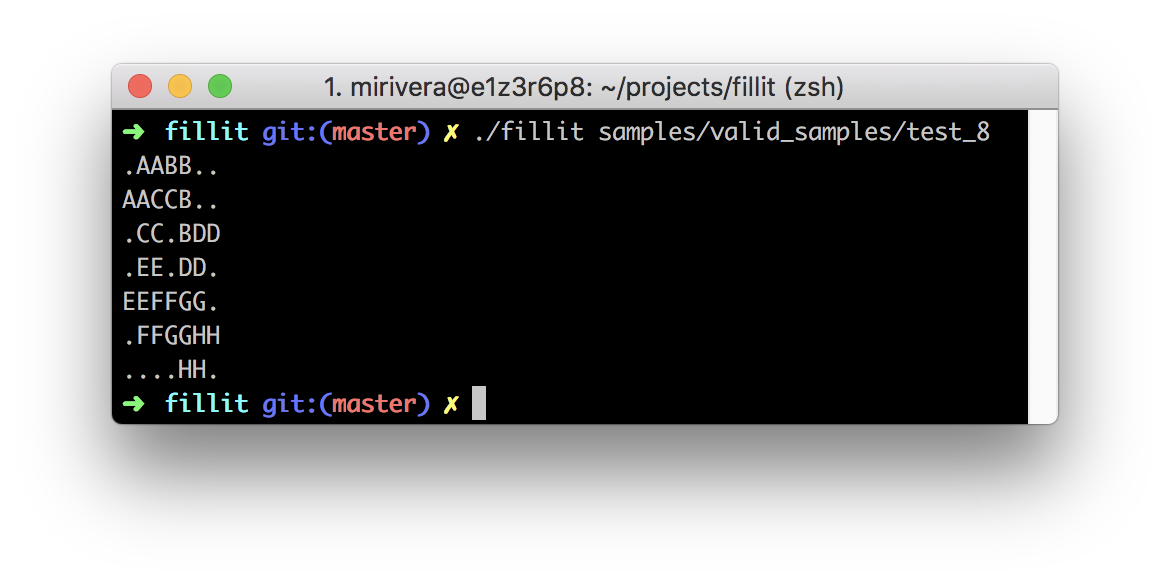 1. mirivera@e1z3r6p8: ~/projects/fillit (zsh)
➜ fillit git:(master) ✗ ./fillit samples/valid_samples/test_8
.AABB..
AACCB..
.CC.BDD
.EE.DD.
EEFFGG.
.FFGGHH
....HH.
➜ fillit git:(master) ✗